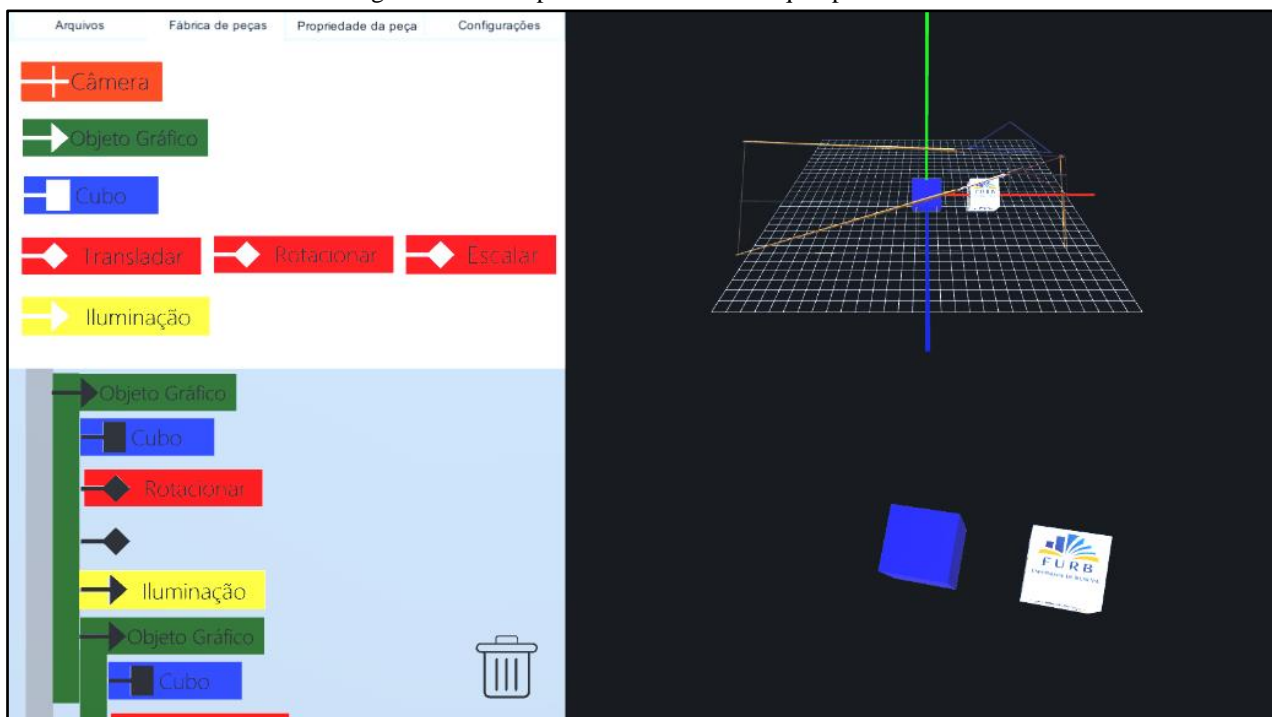 Arquivos Fábrica de peças Propriedade da peça Configurações
Câmera
Objeto Gráfico
Cubo
Transladar Rotacionar Escalar
Iluminação
Objeto Gráfico
Cubo
Rotacionar
Iluminação
Objeto Gráfico
Cubo
FURB
FURB